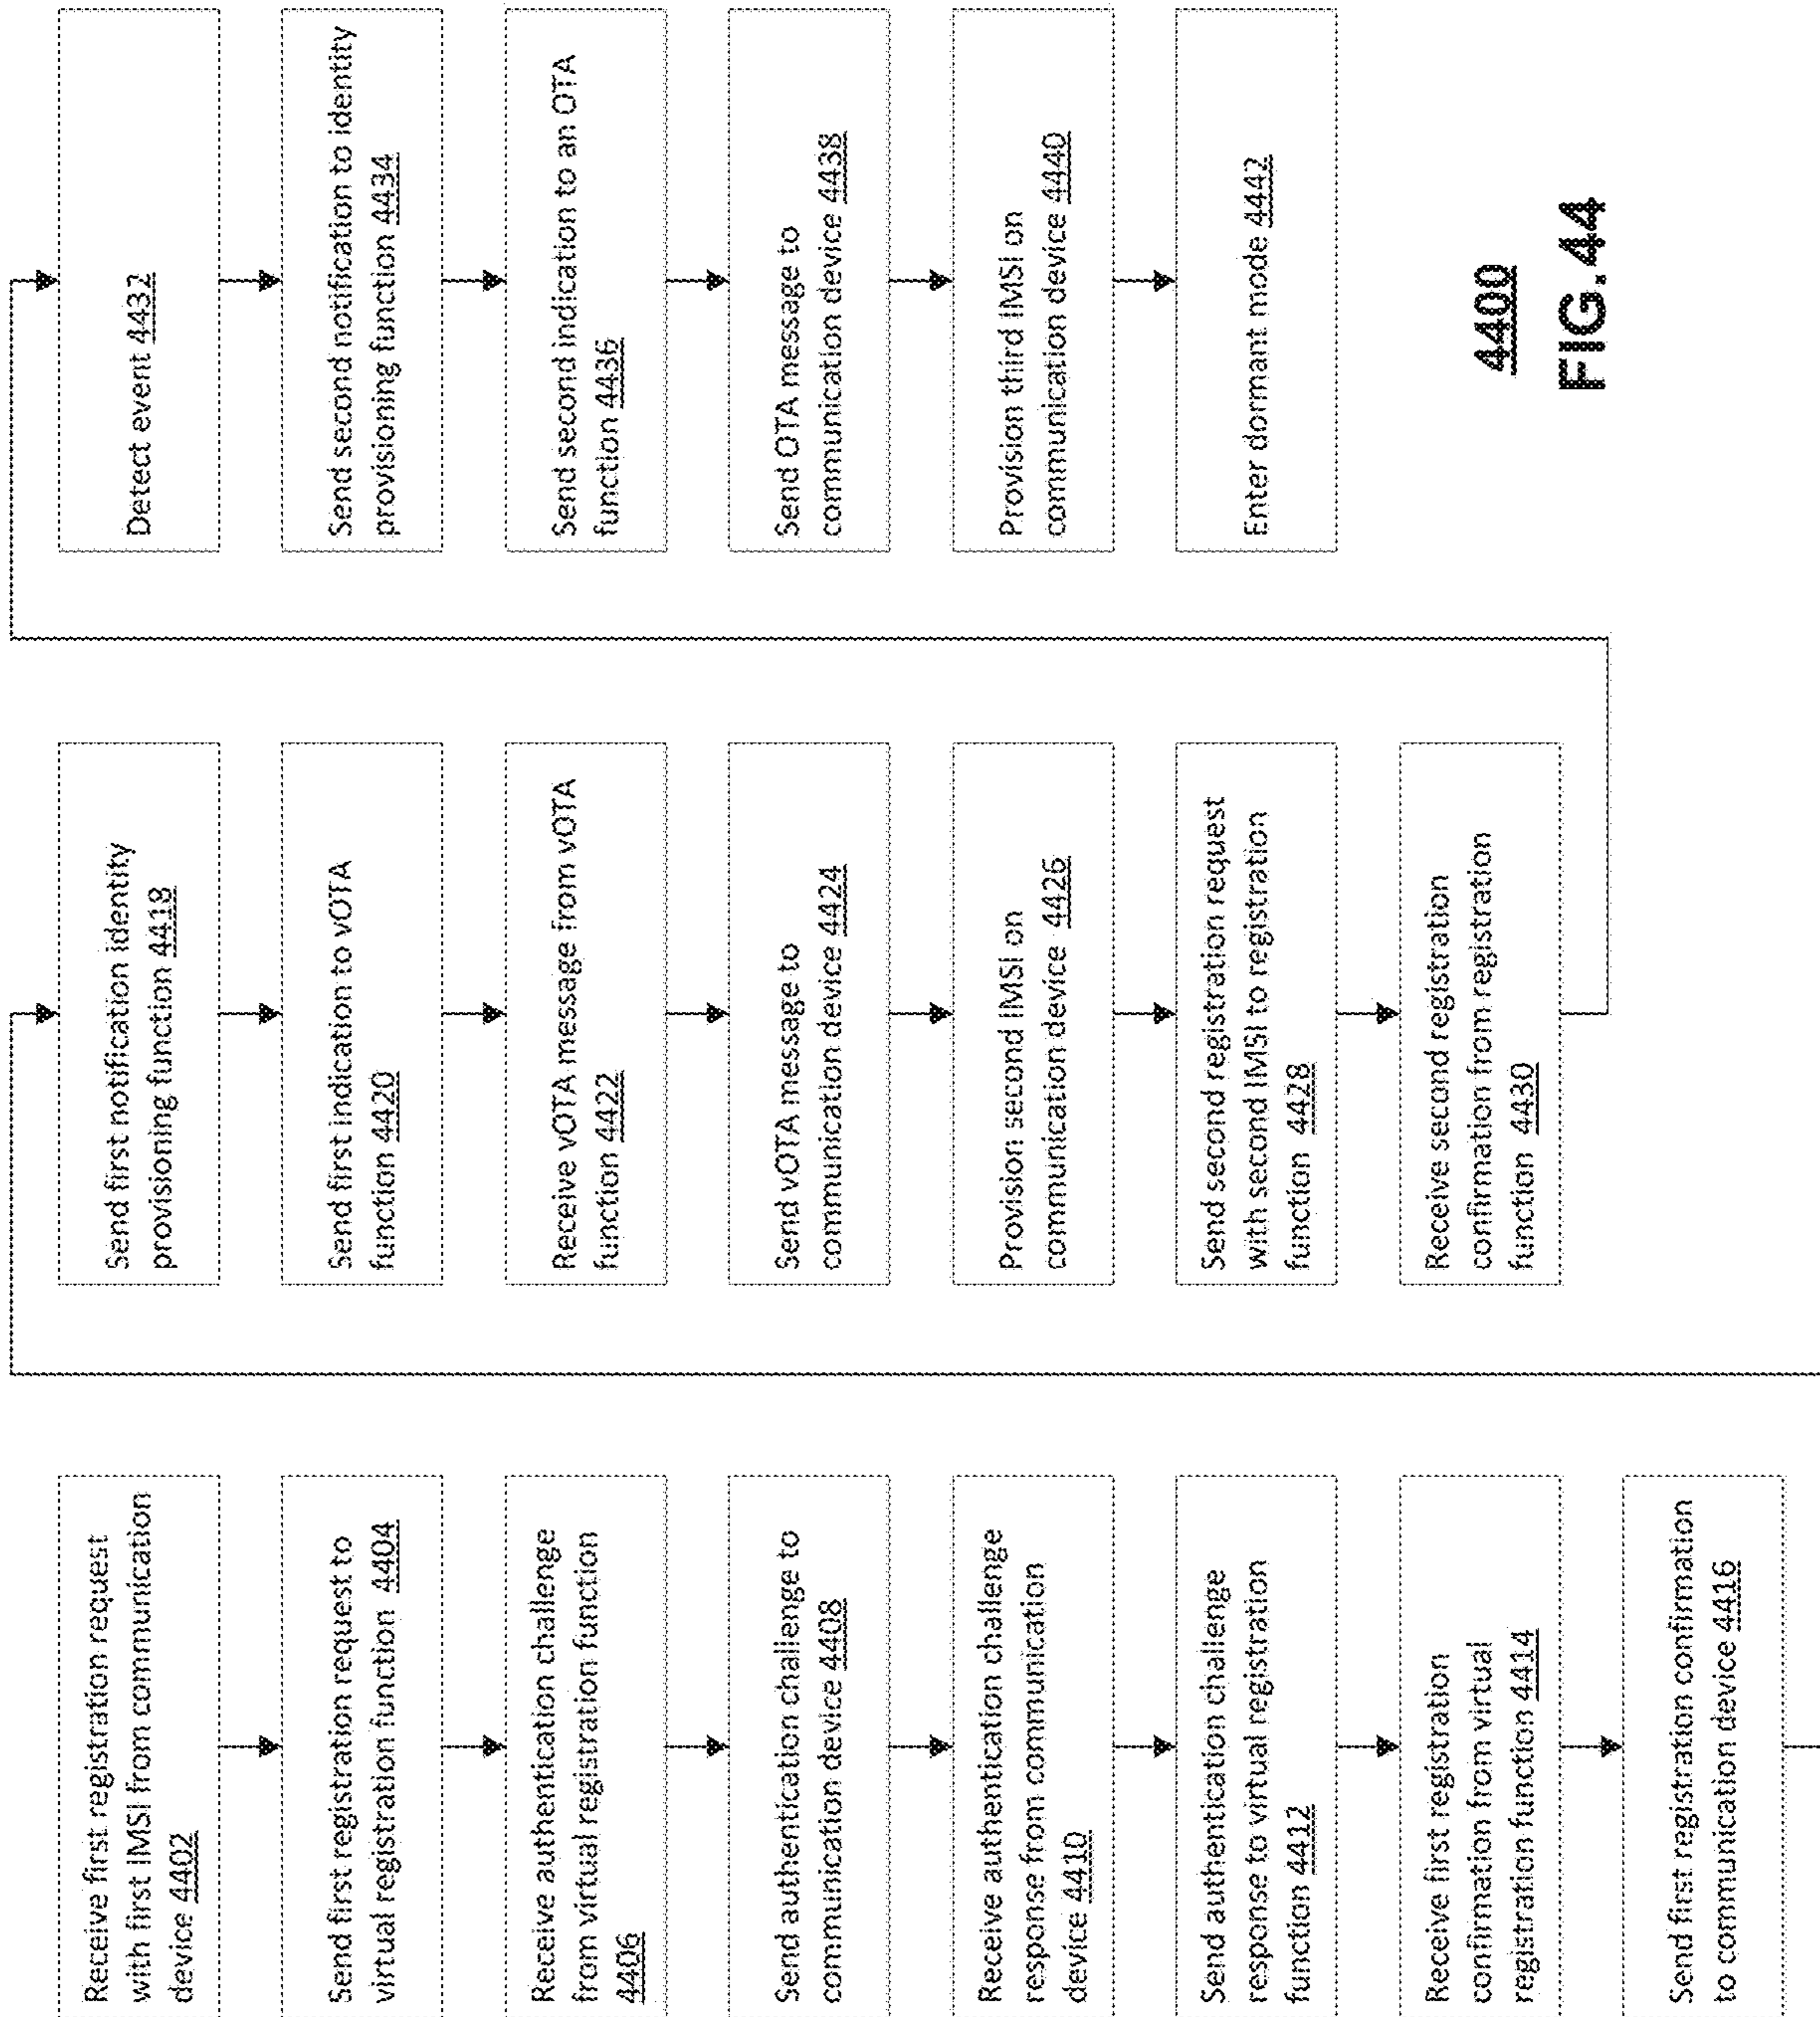 Receive first registration request
with first IMSI from communication
device 4402
Send first registration request to
virtual registration function 4404
Receive authentication challenge
from virtual registration function
4406
Send authentication challenge to
communication device 4408
Receive authentication challenge
response from communication
device 4410
Send authentication challenge
response to virtual registration
function 4412
Receive first registration
confirmation from virtual
registration function 4414
Send first registration confirmation
to communication device 4416
Send first notification identity
provisioning function 4418
Send first indication to vOTA
function 4420
Receive vOTA message from vOTA
function 4422
Send vOTA message to
communication device 4424
Provision second IMSI on
communication device 4426
Send second registration request
with second IMSI to registration
function 4428
Receive second registration
confirmation from registration
function 4430
Detect event 4432
Send second notification to identity
provisioning function 4434
Send second indication to an OTA
function 4436
Send OTA message to
communication device 4438
Provision third IMSI on
communication device 4440
Enter dormant mode 4442
4400
FIG.44